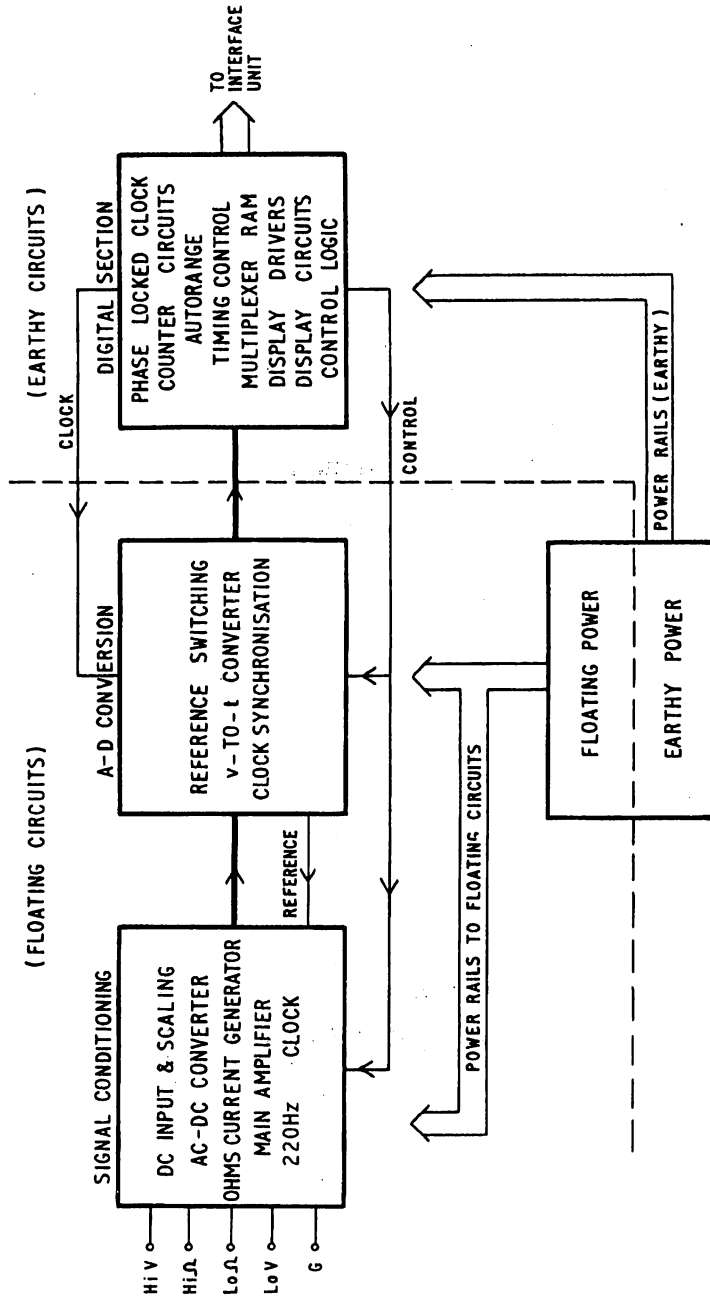 (FLOATING CIRCUITS)
(EARTHY CIRCUITS)
SIGNAL CONDITIONING
DC INPUT & SCALING
AC-DC CONVERTER
OHMS CURRENT GENERATOR
MAIN AMPLIFIER
220Hz CLOCK
Hi V
Hi Ω
Lo Ω
Lo V
G
REFERENCE
A-D CONVERSION
REFERENCE SWITCHING
V-TO-t CONVERTER
CLOCK SYNCHRONISATION
CLOCK
CONTROL
DIGITAL SECTION
PHASE LOCKED CLOCK
COUNTER CIRCUITS
AUTORANGE
TIMING CONTROL
MULTIPLEXER RAM
DISPLAY DRIVERS
DISPLAY CIRCUITS
CONTROL LOGIC
TO
INTERFACE
UNIT
POWER RAILS TO FLOATING CIRCUITS
FLOATING POWER
EARTHY POWER
POWER RAILS (EARTHY)